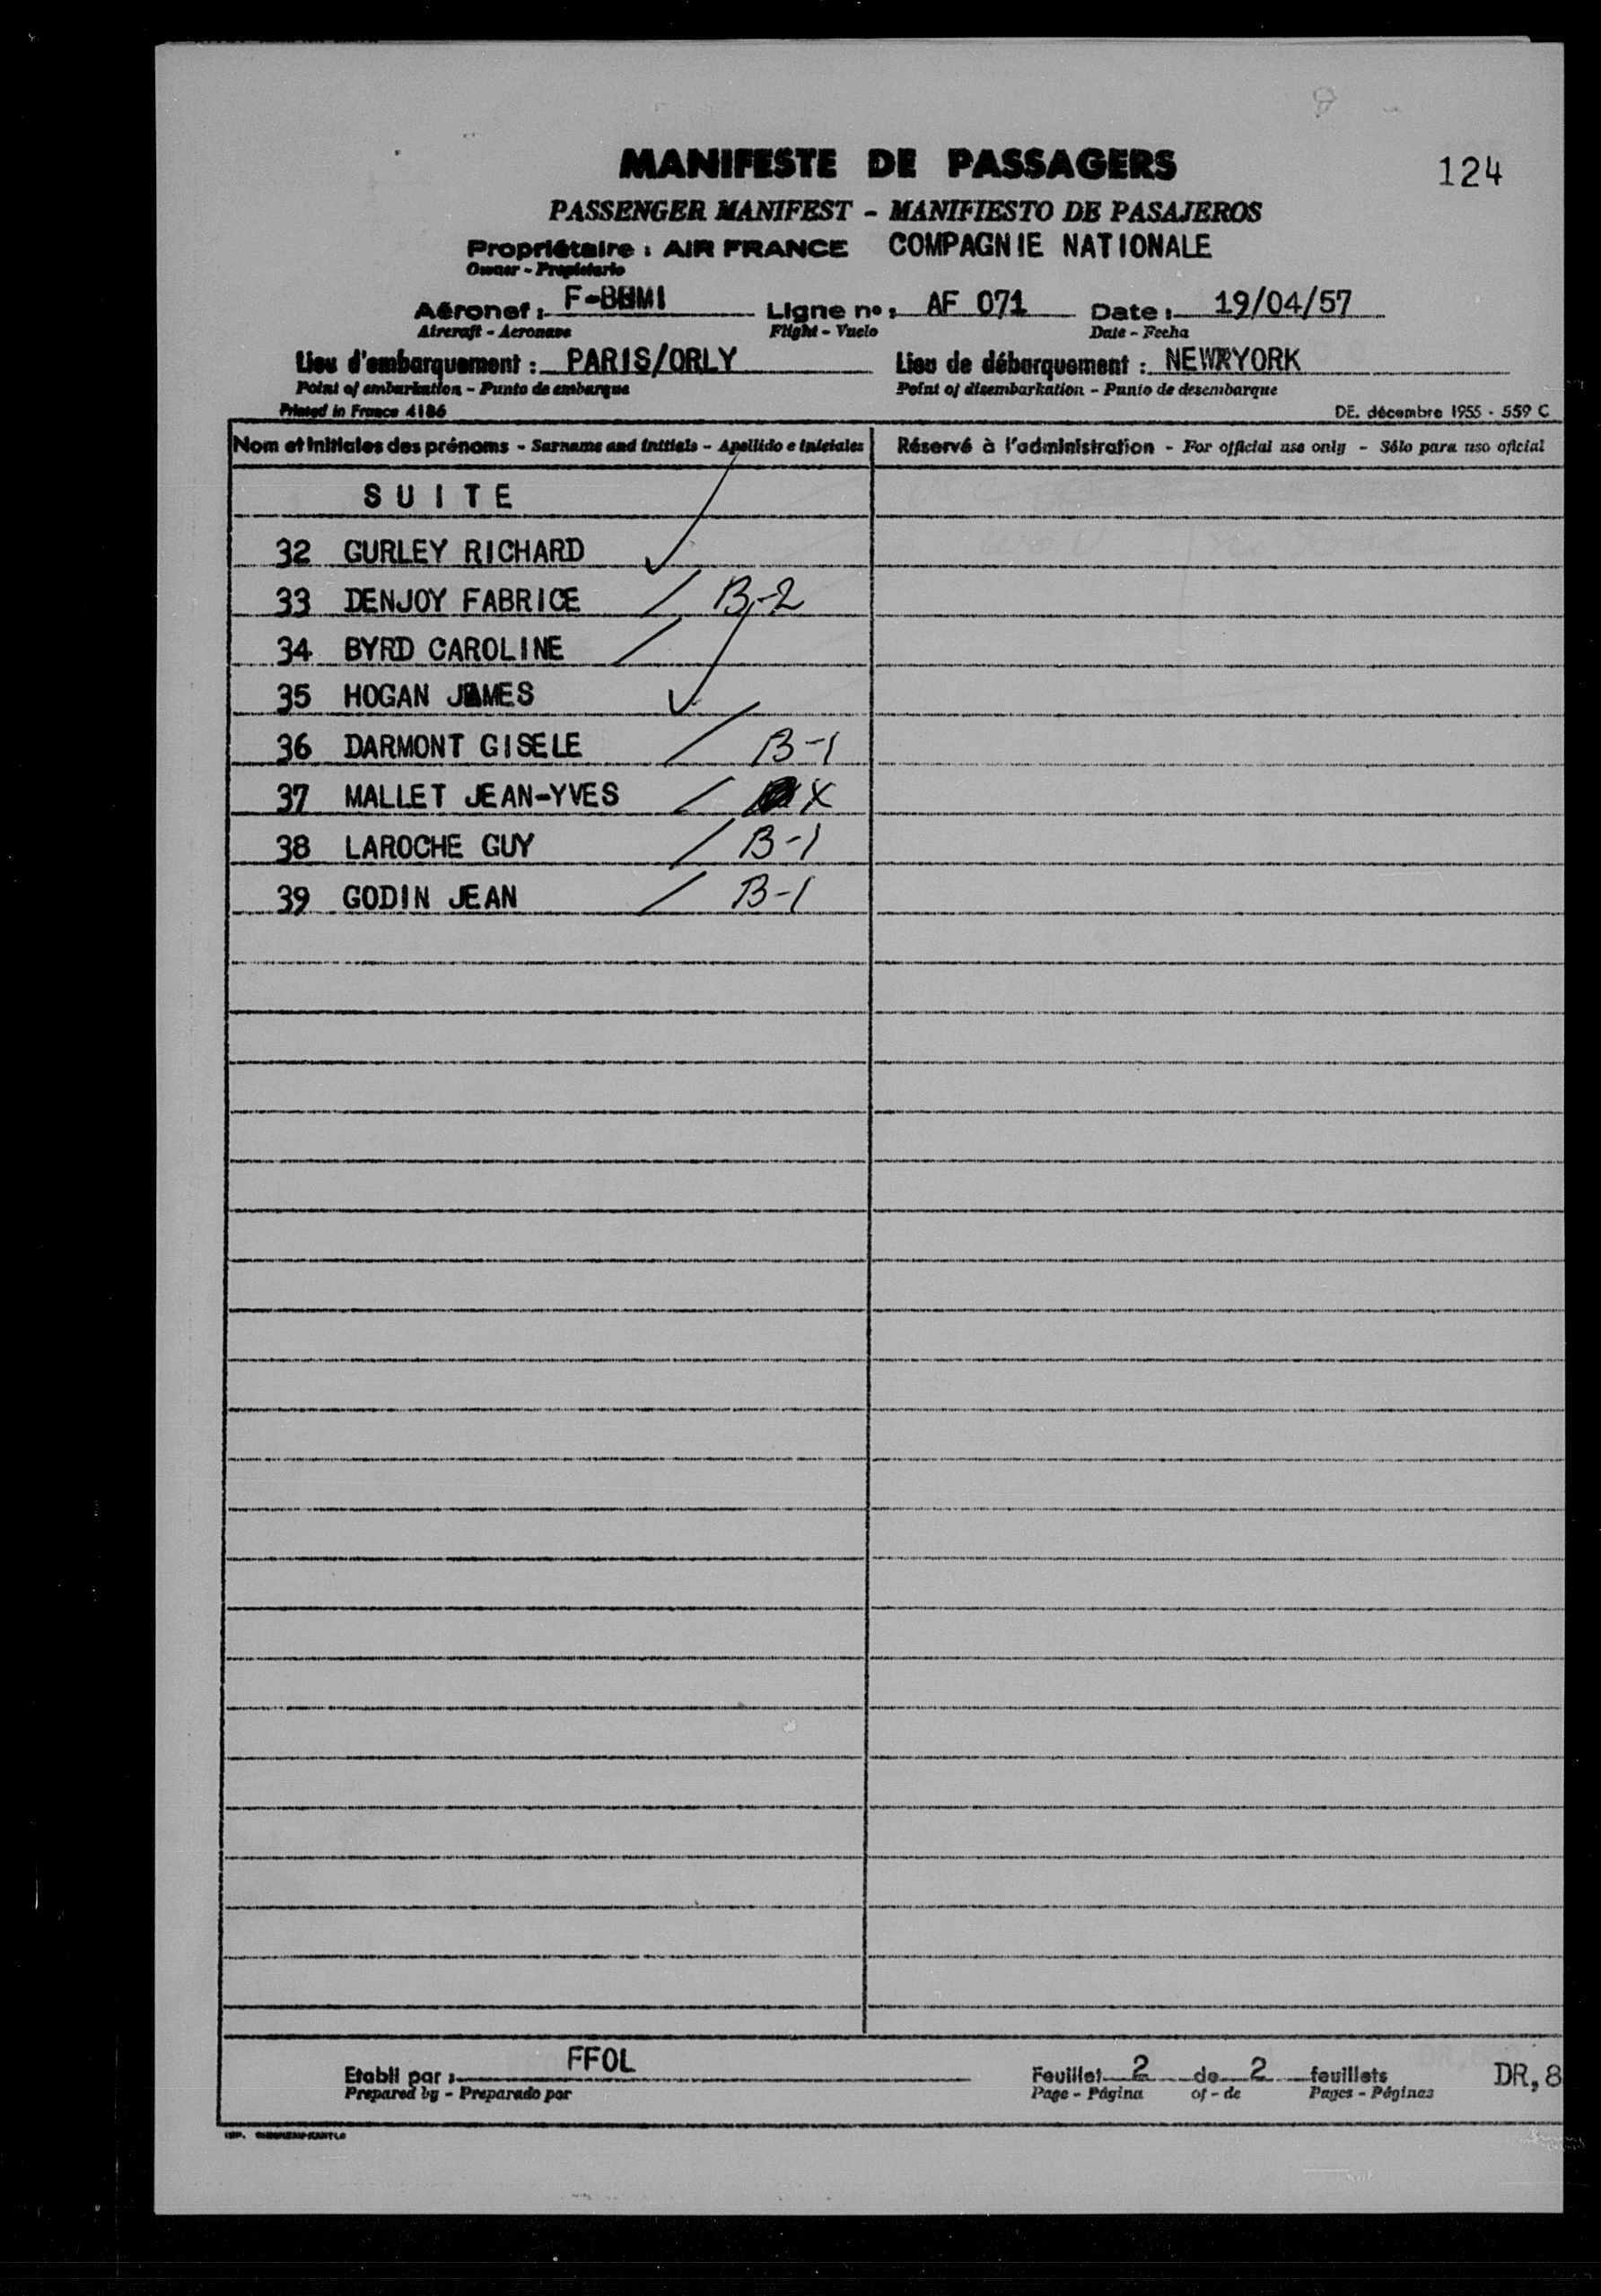 MANIFESTE DE PASSAGERS
124
PASSENGER MANIFEST - MANIFIESTO DE PASAJEROS
Propriétaire : AIR FRANCE COMPAGNIE NATIONALE
Owner - Propietario
Aéronef : Ligne no : AF 071 Date : 19/04/57
Aircraft - Aeronave Flight - Vuelo Date - Fecha
Lieu d'embarquement : PARIS/ORLY Lieu de débarquement : NEWXYORK
Point of embarkation - Punto de embarque Point of disembarkation - Punto de desembarque
Printed in France 4186 DE. décembre 1955 - 559 C
Nom et initiales des prénoms - Surname and initials - Apellido e iniciales Réservé à l'administration - For official use only - Sólo para uso oficial
SUITE
32 GURLEY RICHARD
33 DENJOY FABRICE / B-2
34 BYRD CAROLINE /
35 HOGAN JAMES
36 DARMONT GISELE / B-1
37 MALLET JEAN-YVES / X
38 LAROCHE GUY / B-1
39 GODIN JEAN / B-1
Etabli par : FFOL Feuillet 2 de 2 feuillets DR,8
Prepared by - Preparado por Page - Página of - de Pages - Páginas